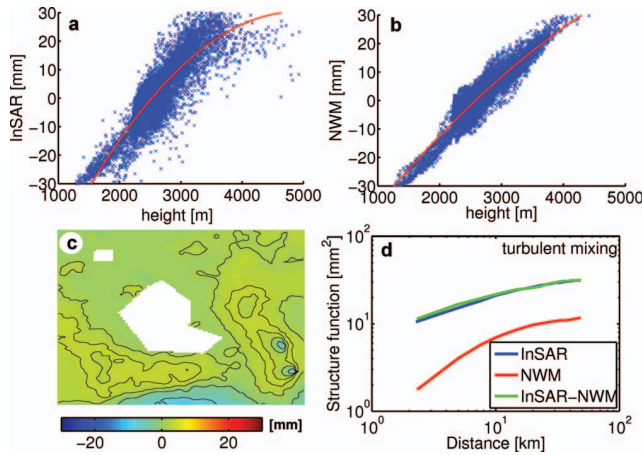 a
30
20
10
0
−10
−20
−30
InSAR [mm]
1000 2000 3000 4000 5000
height [m]
b
30
20
10
0
−10
−20
−30
NWM [mm]
1000 2000 3000 4000 5000
height [m]
c
−20 0 20 [mm]
d
turbulent mixing
Structure function [mm²]
10²
10¹
10⁰
InSAR
NWM
InSAR−NWM
10⁰ 10¹ 10²
Distance [km]